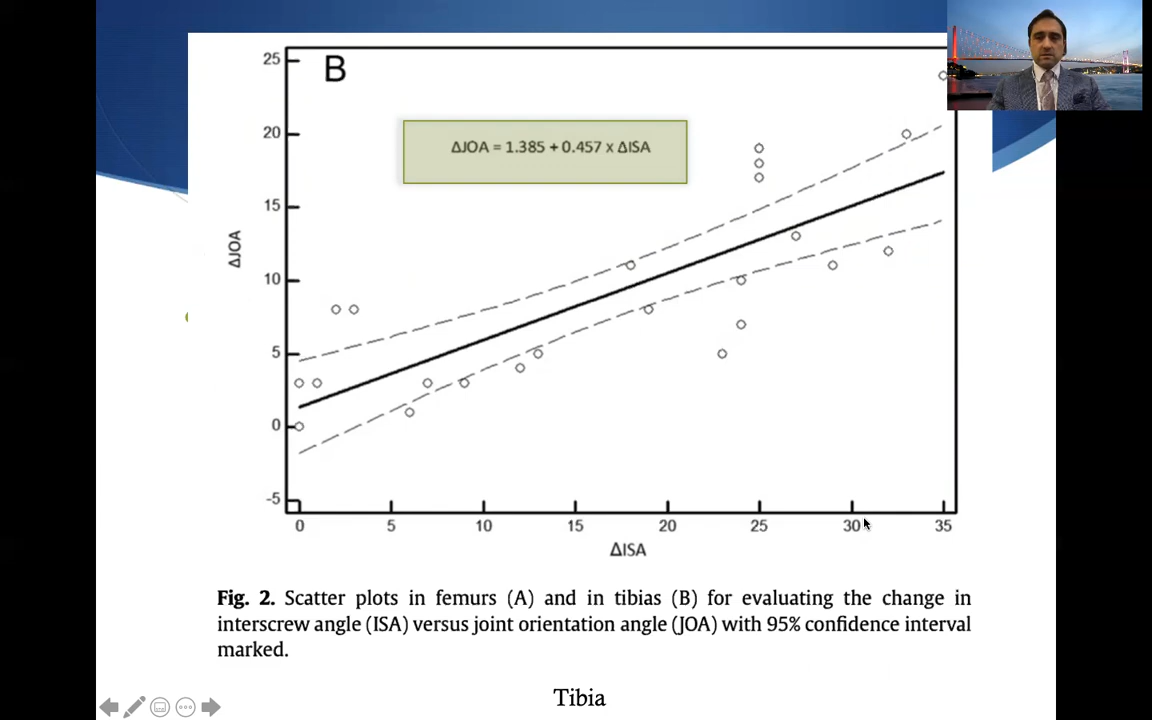 B
ΔJOA = 1.385 + 0.457 x ΔISA
25
20
15
10
5
0
-5
ΔJOA
0 5 10 15 20 25 30 35
ΔISA
Fig. 2. Scatter plots in femurs (A) and in tibias (B) for evaluating the change in
interscrew angle (ISA) versus joint orientation angle (JOA) with 95% confidence interval
marked.
Tibia